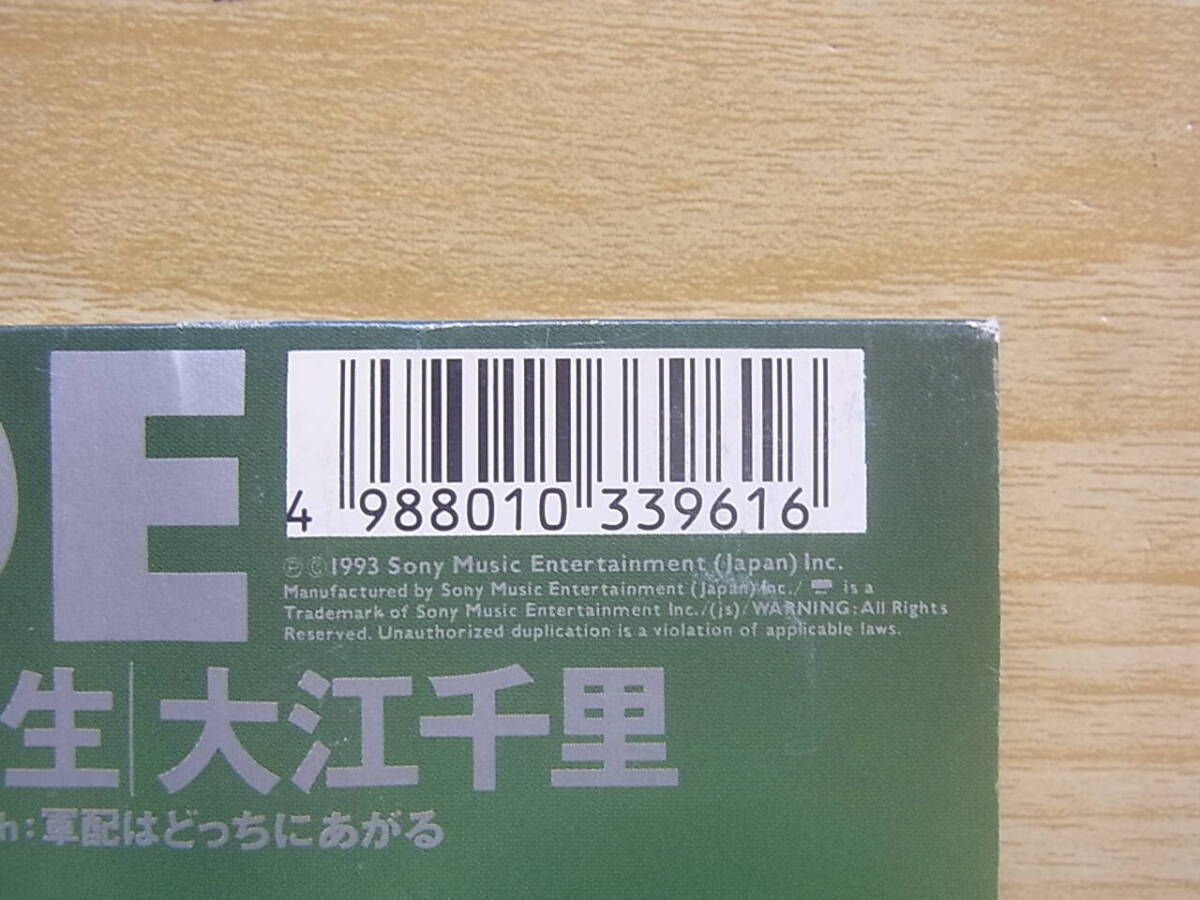 E
4 988010 339616
℗ © 1993 Sony Music Entertainment (Japan) Inc.
Manufactured by Sony Music Entertainment (Japan) Inc./ is a
Trademark of Sony Music Entertainment Inc./(js)/WARNING: All Rights
Reserved. Unauthorized duplication is a violation of applicable laws.
生|大江千里
h:軍配はどっちにあがる